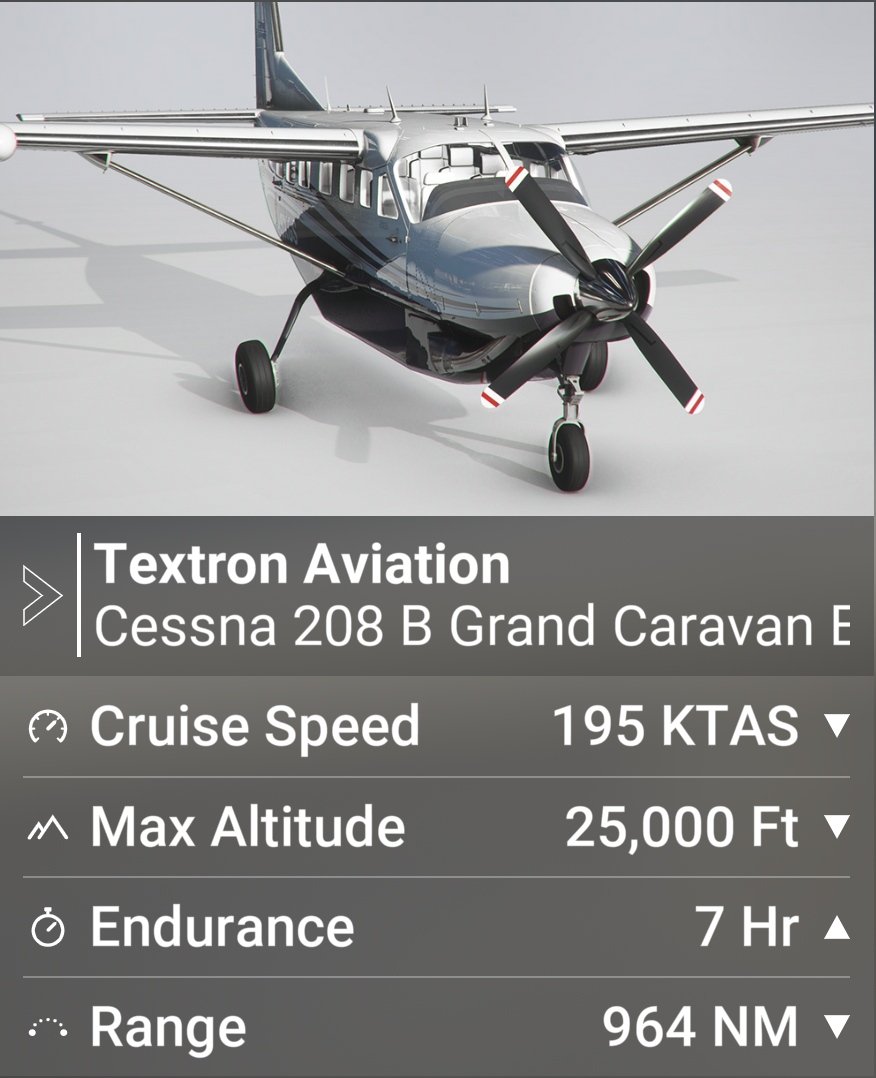 Textron Aviation
Cessna 208 B Grand Caravan
Cruise Speed 195 KTAS
Max Altitude 25,000 Ft
Endurance 7 Hr
Range 964 NM